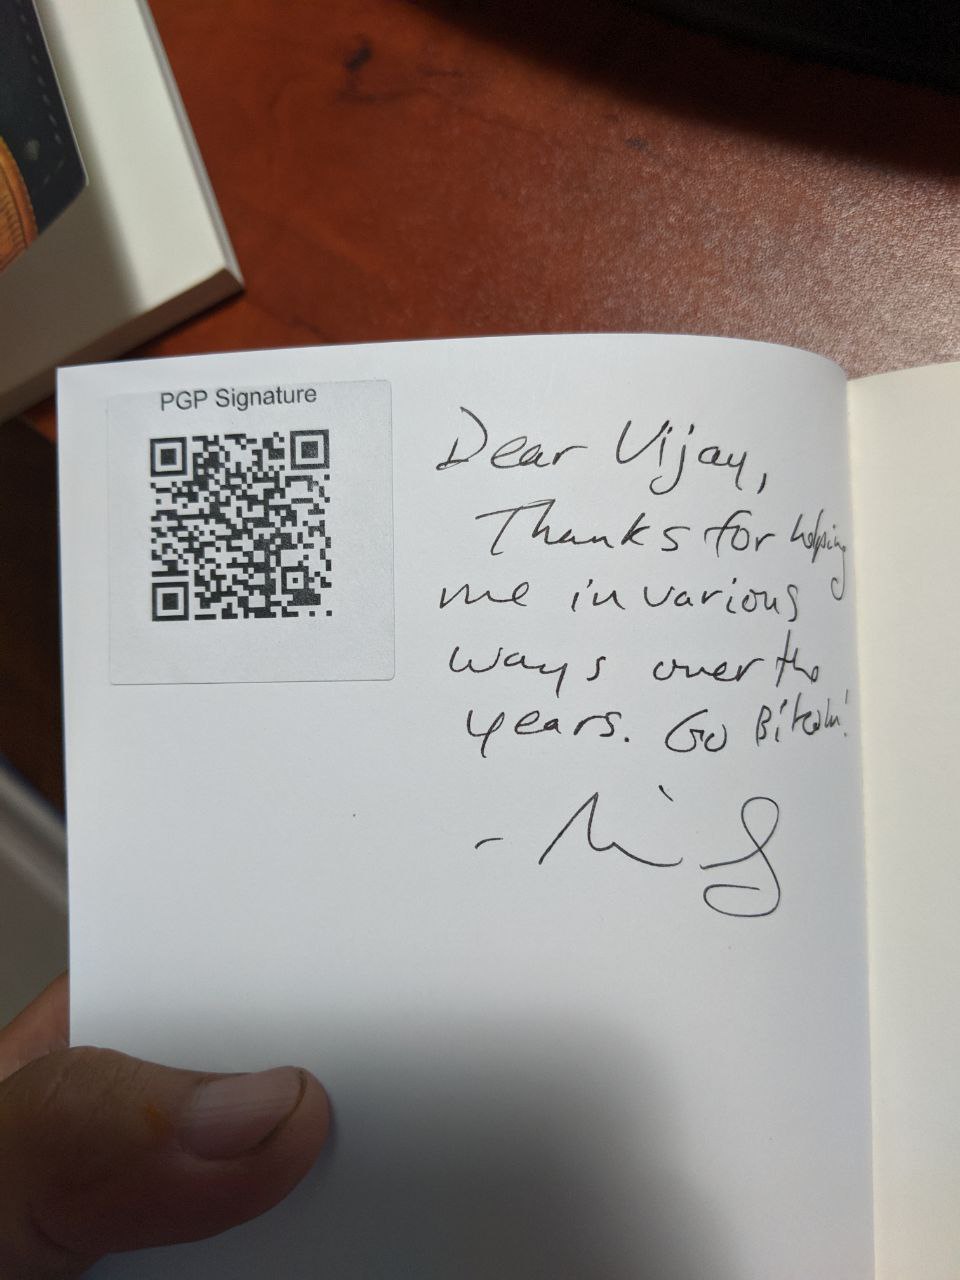 PGP Signature
Dear Vijay,
Thanks for helping
me in various
ways over the
years. Go Bitcoin!
-